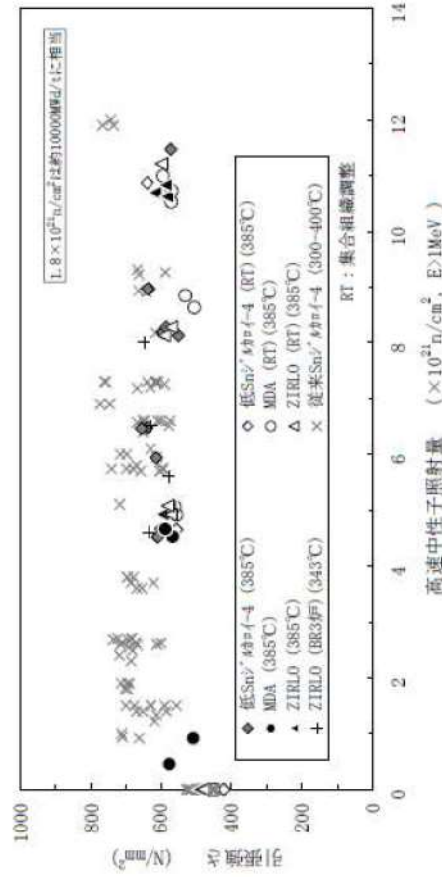 1.8×10²¹n/cm²は約10000MWd/tに相当
引張強さ
(N/mm²)
1000
800
600
400
200
0
0
2
4
6
8
10
12
14
高速中性子照射量 (×10²¹n/cm², E>1MeV)
低Snｼﾞﾙｶﾛｲ-4 (385℃)
MDA (385℃)
ZIRLO (385℃)
ZIRLO (BR3炉) (343℃)
低Snｼﾞﾙｶﾛｲ-4 (RT) (385℃)
MDA (RT) (385℃)
ZIRLO (RT) (385℃)
従来Snｼﾞﾙｶﾛｲ-4 (300~400℃)
RT：集合組織調整